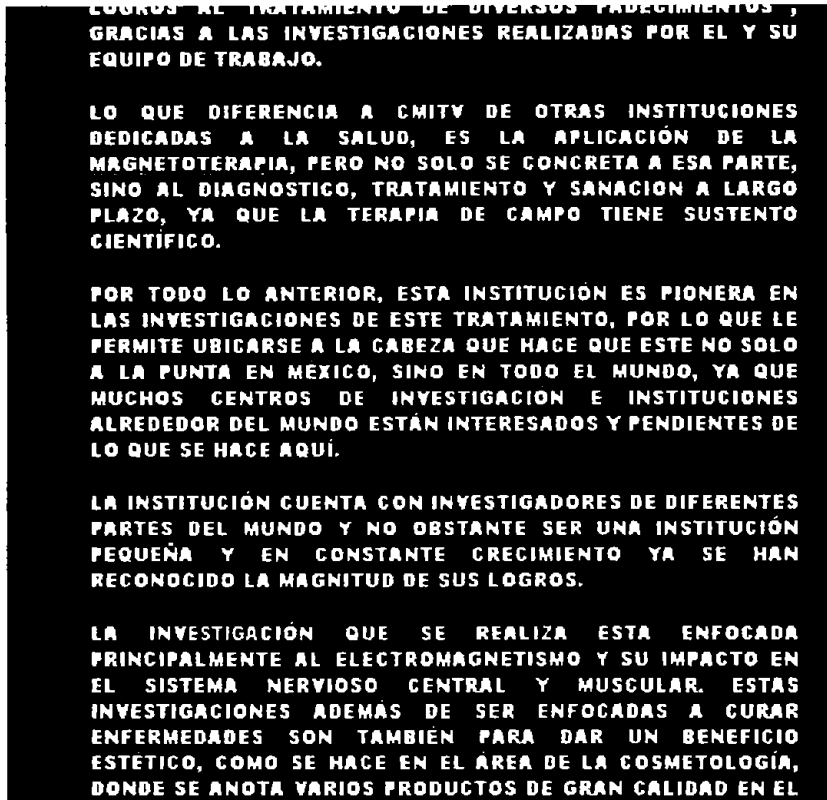 LOGROS AL TRATAMIENTO DE DIVERSOS PADECIMIENTOS ,
GRACIAS A LAS INVESTIGACIONES REALIZADAS POR EL Y SU
EQUIPO DE TRABAJO.
LO QUE DIFERENCIA A CMITV DE OTRAS INSTITUCIONES
DEDICADAS A LA SALUD, ES LA APLICACIÓN DE LA
MAGNETOTERAPIA, PERO NO SOLO SE CONCRETA A ESA PARTE,
SINO AL DIAGNOSTICO, TRATAMIENTO Y SANACION A LARGO
PLAZO, YA QUE LA TERAPIA DE CAMPO TIENE SUSTENTO
CIENTÍFICO.
POR TODO LO ANTERIOR, ESTA INSTITUCIÓN ES PIONERA EN
LAS INVESTIGACIONES DE ESTE TRATAMIENTO, POR LO QUE LE
PERMITE UBICARSE A LA CABEZA QUE HACE QUE ESTE NO SOLO
A LA PUNTA EN MÉXICO, SINO EN TODO EL MUNDO, YA QUE
MUCHOS CENTROS DE INVESTIGACIÓN E INSTITUCIONES
ALREDEDOR DEL MUNDO ESTÁN INTERESADOS Y PENDIENTES DE
LO QUE SE HACE AQUÍ.
LA INSTITUCIÓN CUENTA CON INVESTIGADORES DE DIFERENTES
PARTES DEL MUNDO Y NO OBSTANTE SER UNA INSTITUCIÓN
PEQUEÑA Y EN CONSTANTE CRECIMIENTO YA SE HAN
RECONOCIDO LA MAGNITUD DE SUS LOGROS.
LA INVESTIGACIÓN QUE SE REALIZA ESTA ENFOCADA
PRINCIPALMENTE AL ELECTROMAGNETISMO Y SU IMPACTO EN
EL SISTEMA NERVIOSO CENTRAL Y MUSCULAR. ESTAS
INVESTIGACIONES ADEMÁS DE SER ENFOCADAS A CURAR
ENFERMEDADES SON TAMBIÉN PARA DAR UN BENEFICIO
ESTÉTICO, COMO SE HACE EN EL ÁREA DE LA COSMETOLOGÍA,
DONDE SE ANOTA VARIOS PRODUCTOS DE GRAN CALIDAD EN EL